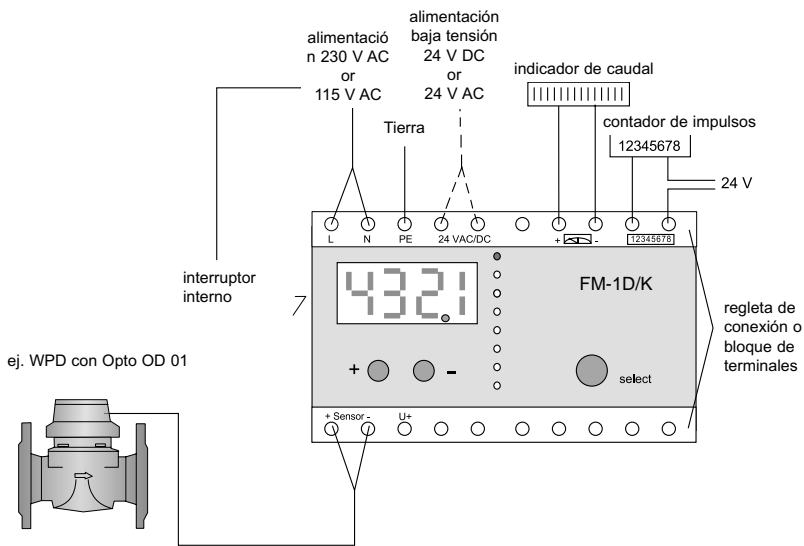 alimentación
baja tensión
24 V DC
or
24 V AC
alimentació
n 230 V AC
or
115 V AC
Tierra
indicador de caudal
contador de impulsos
12345678
24 V
L N PE 24 VAC/DC + - 12345678
interruptor
interno
432.1
FM-1D/K
+ -
select
regleta de
conexión o
bloque de
terminales
ej. WPD con Opto OD 01
+ Sensor - U+